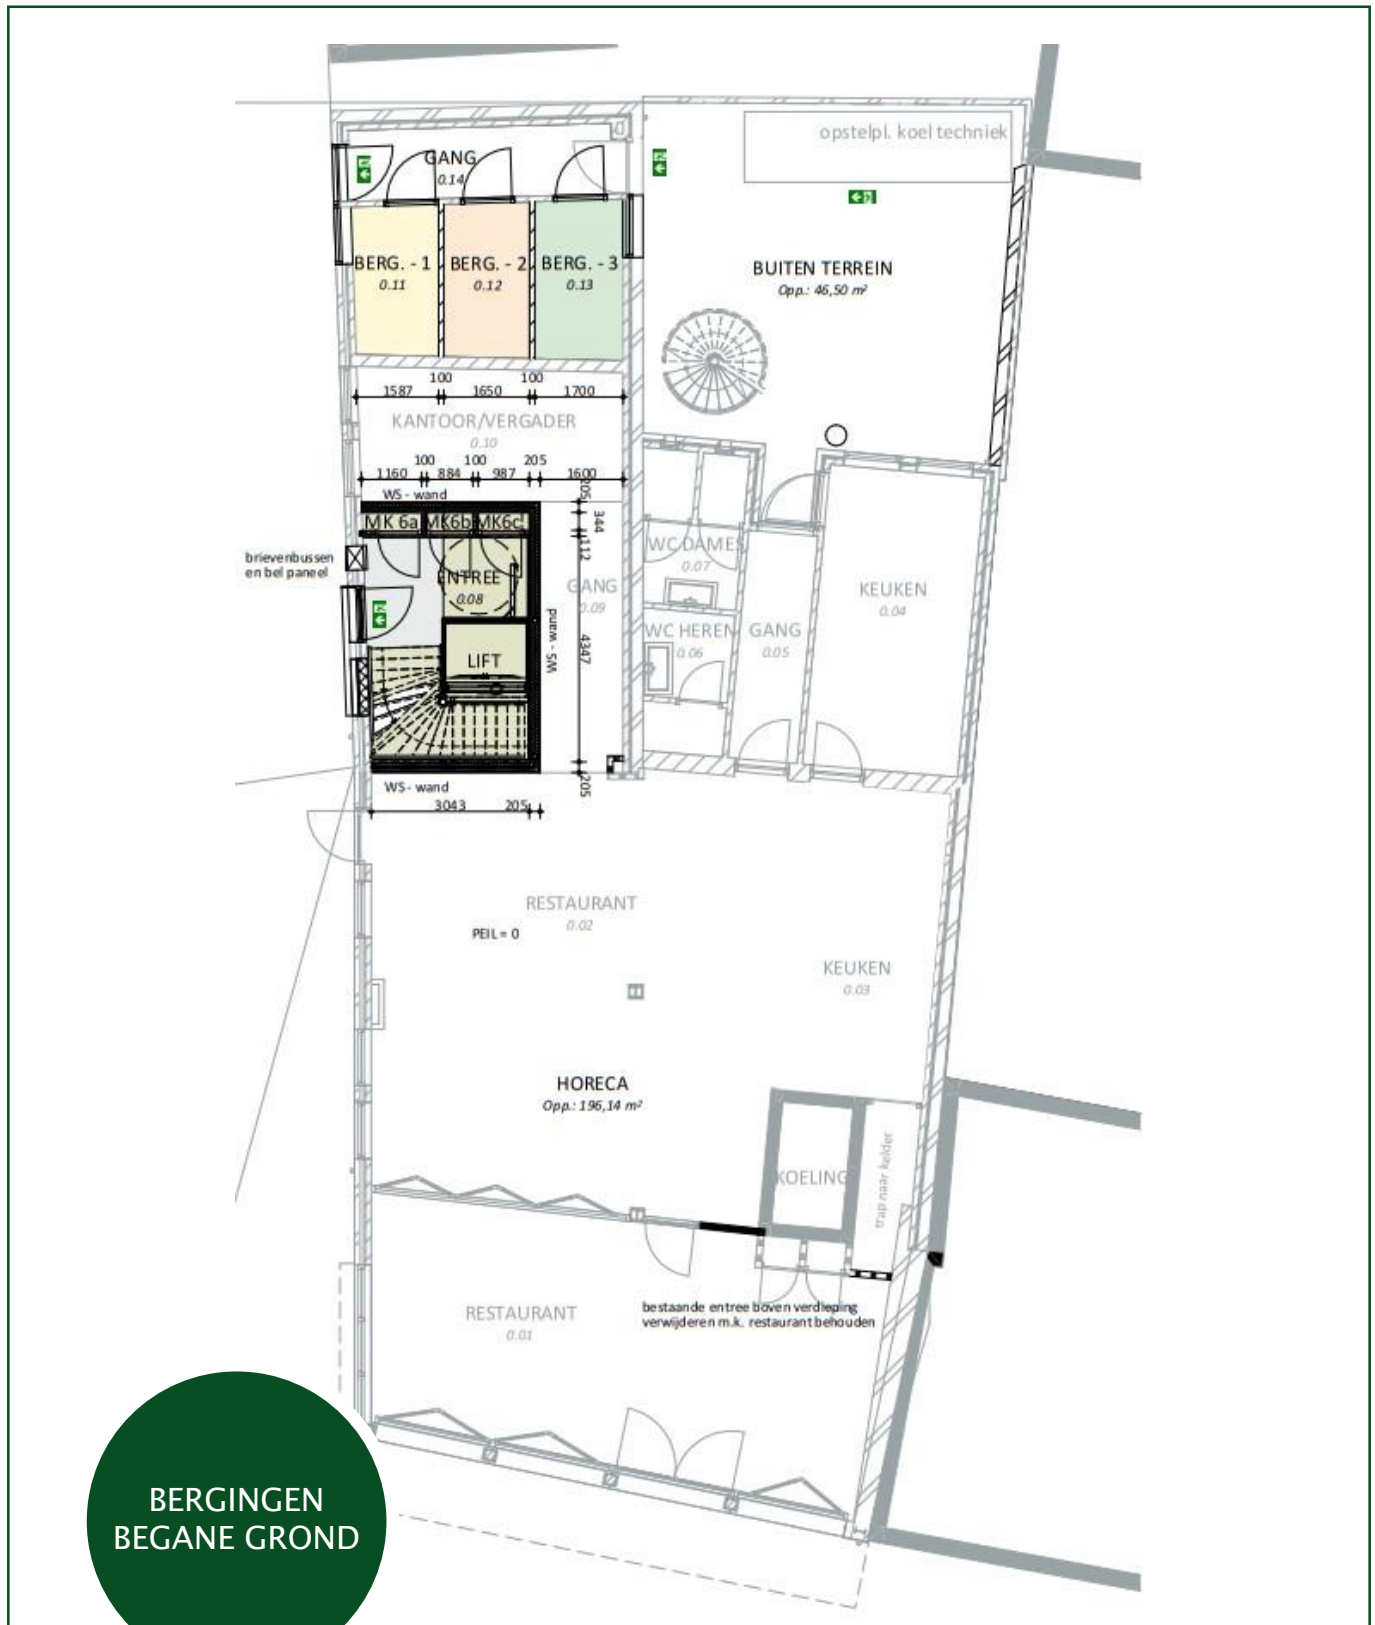 opstelpl. koel techniek
GANG
0.14
BERG. - 1
0.11
BERG. - 2
0.12
BERG. - 3
0.13
BUITEN TERREIN
Opp.: 46,50 m²
100
100
1587
1650
1700
KANTOOR/VERGADER
0.10
100
100
205
1160
884
987
1600
WS - wand
205
344
112
MK 6a
MK6b
MK6c
brievenbussen
en bel paneel
ENTREE
0.08
GANG
0.09
WC DAMES
0.07
KEUKEN
0.04
WC HEREN
0.06
GANG
0.05
LIFT
WS - wand
4347
WS - wand
205
3043
205
RESTAURANT
0.02
PEIL = 0
KEUKEN
0.03
HORECA
Opp.: 196,14 m²
KOELING
trap naar kelder
RESTAURANT
0.01
bestaande entree boven verdieping
verwijderen m.k. restaurant behouden
BERGINGEN
BEGANE GROND